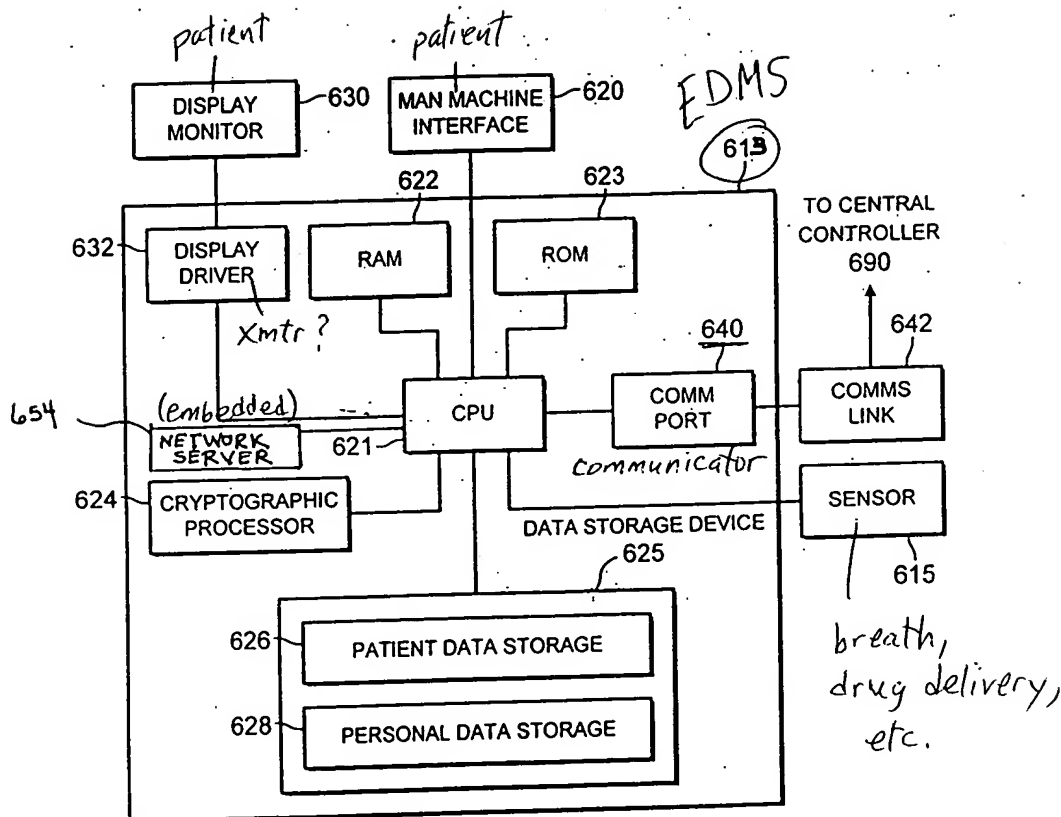 patient
patient
EDMS
DISPLAY
MONITOR
630
MAN MACHINE
INTERFACE
620
613
622
623
TO CENTRAL
CONTROLLER
690
632
DISPLAY
DRIVER
RAM
ROM
Xmtr ?
640
642
654
(embedded)
NETWORK
SERVER
CPU
621
COMM
PORT
COMMS
LINK
communicator
624
CRYPTOGRAPHIC
PROCESSOR
DATA STORAGE DEVICE
625
SENSOR
615
626
PATIENT DATA STORAGE
628
PERSONAL DATA STORAGE
breath,
drug delivery,
etc.